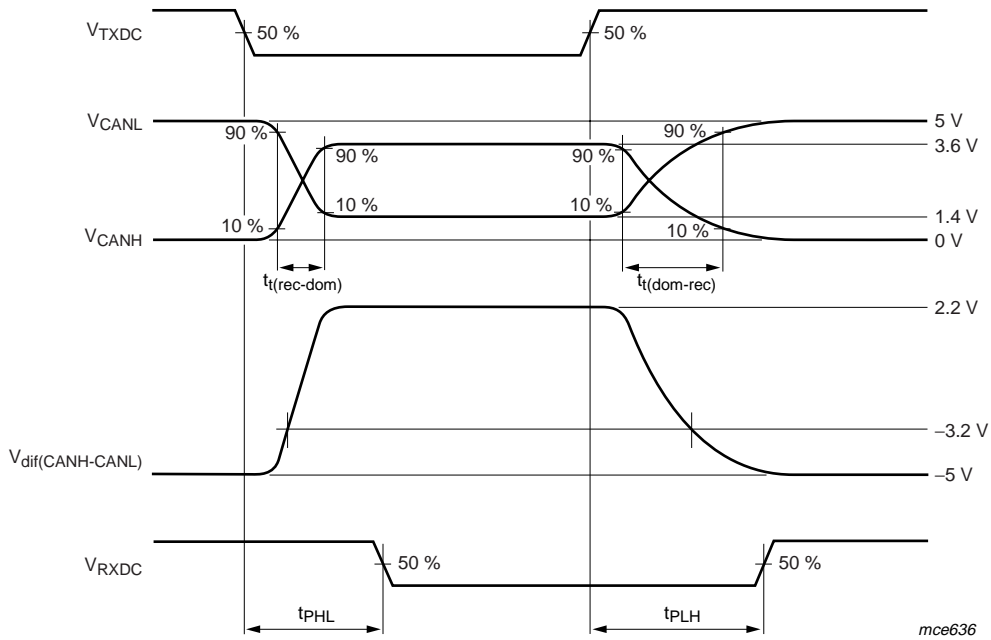 VTXDC
50 %
50 %
VCANL
5 V
90 %
90 %
3.6 V
90 %
90 %
10 %
10 %
1.4 V
10 %
10 %
VCANH
0 V
tt(rec-dom)
tt(dom-rec)
2.2 V
−3.2 V
Vdif(CANH-CANL)
−5 V
VRXDC
50 %
50 %
tPHL
tPLH
mce636